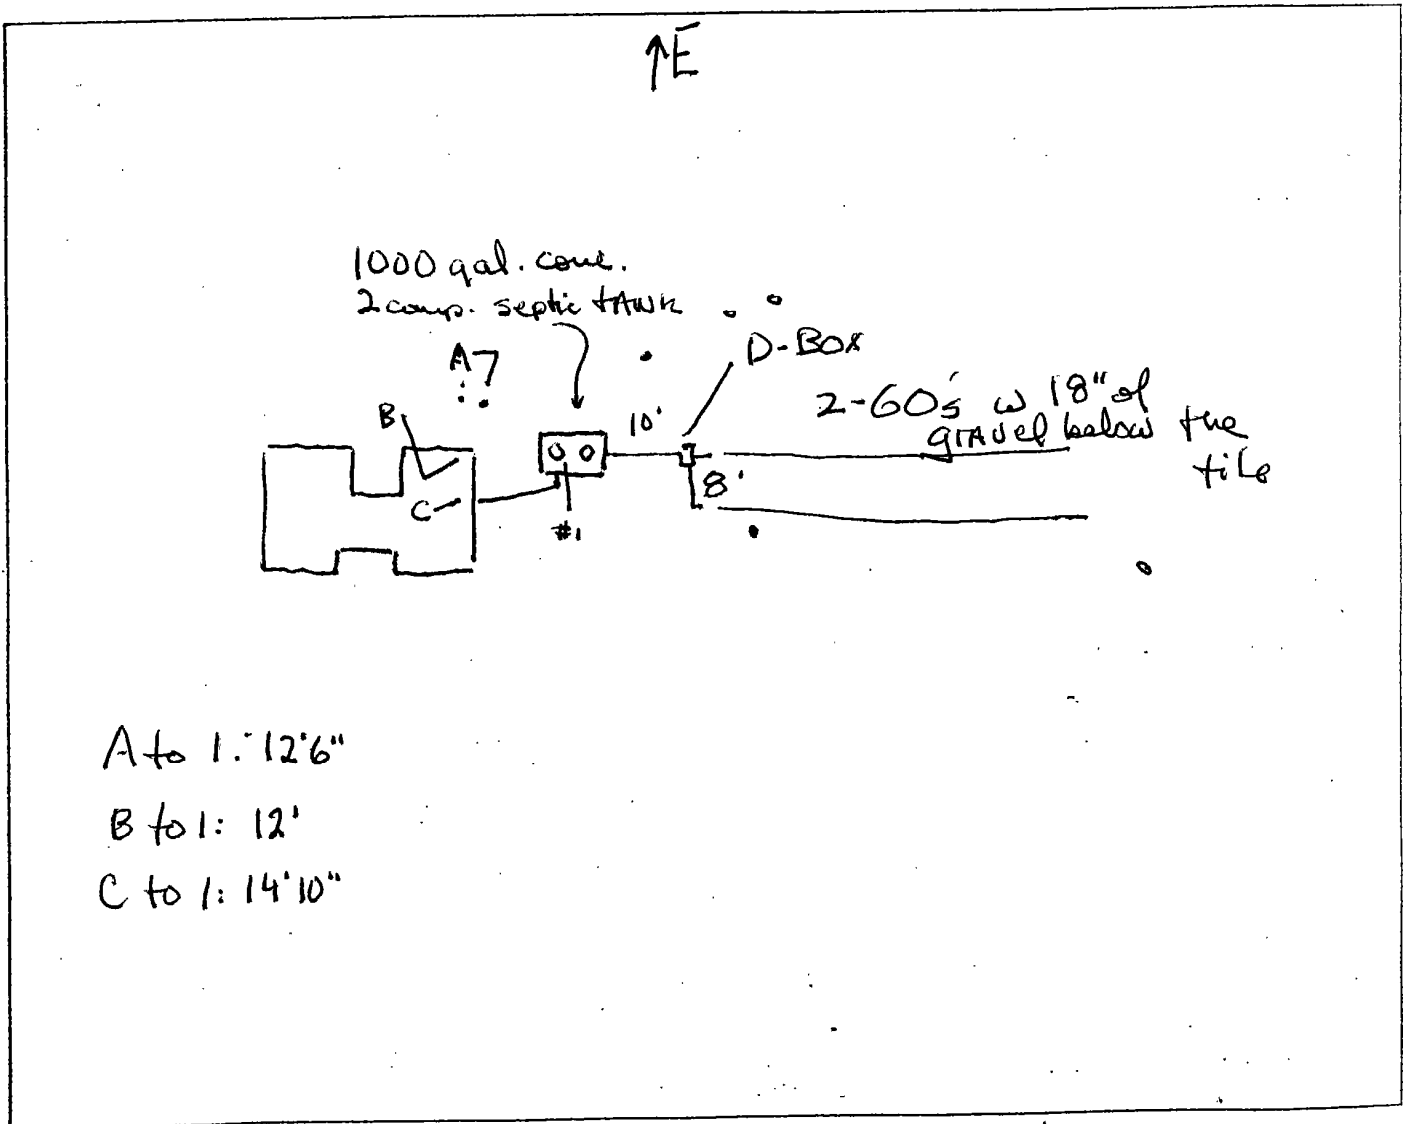 ↑E
1000 gal. conc.
2 comp. septic tANK
A
D-Box
B
10'
2-60's w 18" of
grAvel below the
tile
C
8'
#1
A to 1: 12'6"
B to 1: 12'
C to 1: 14'10"